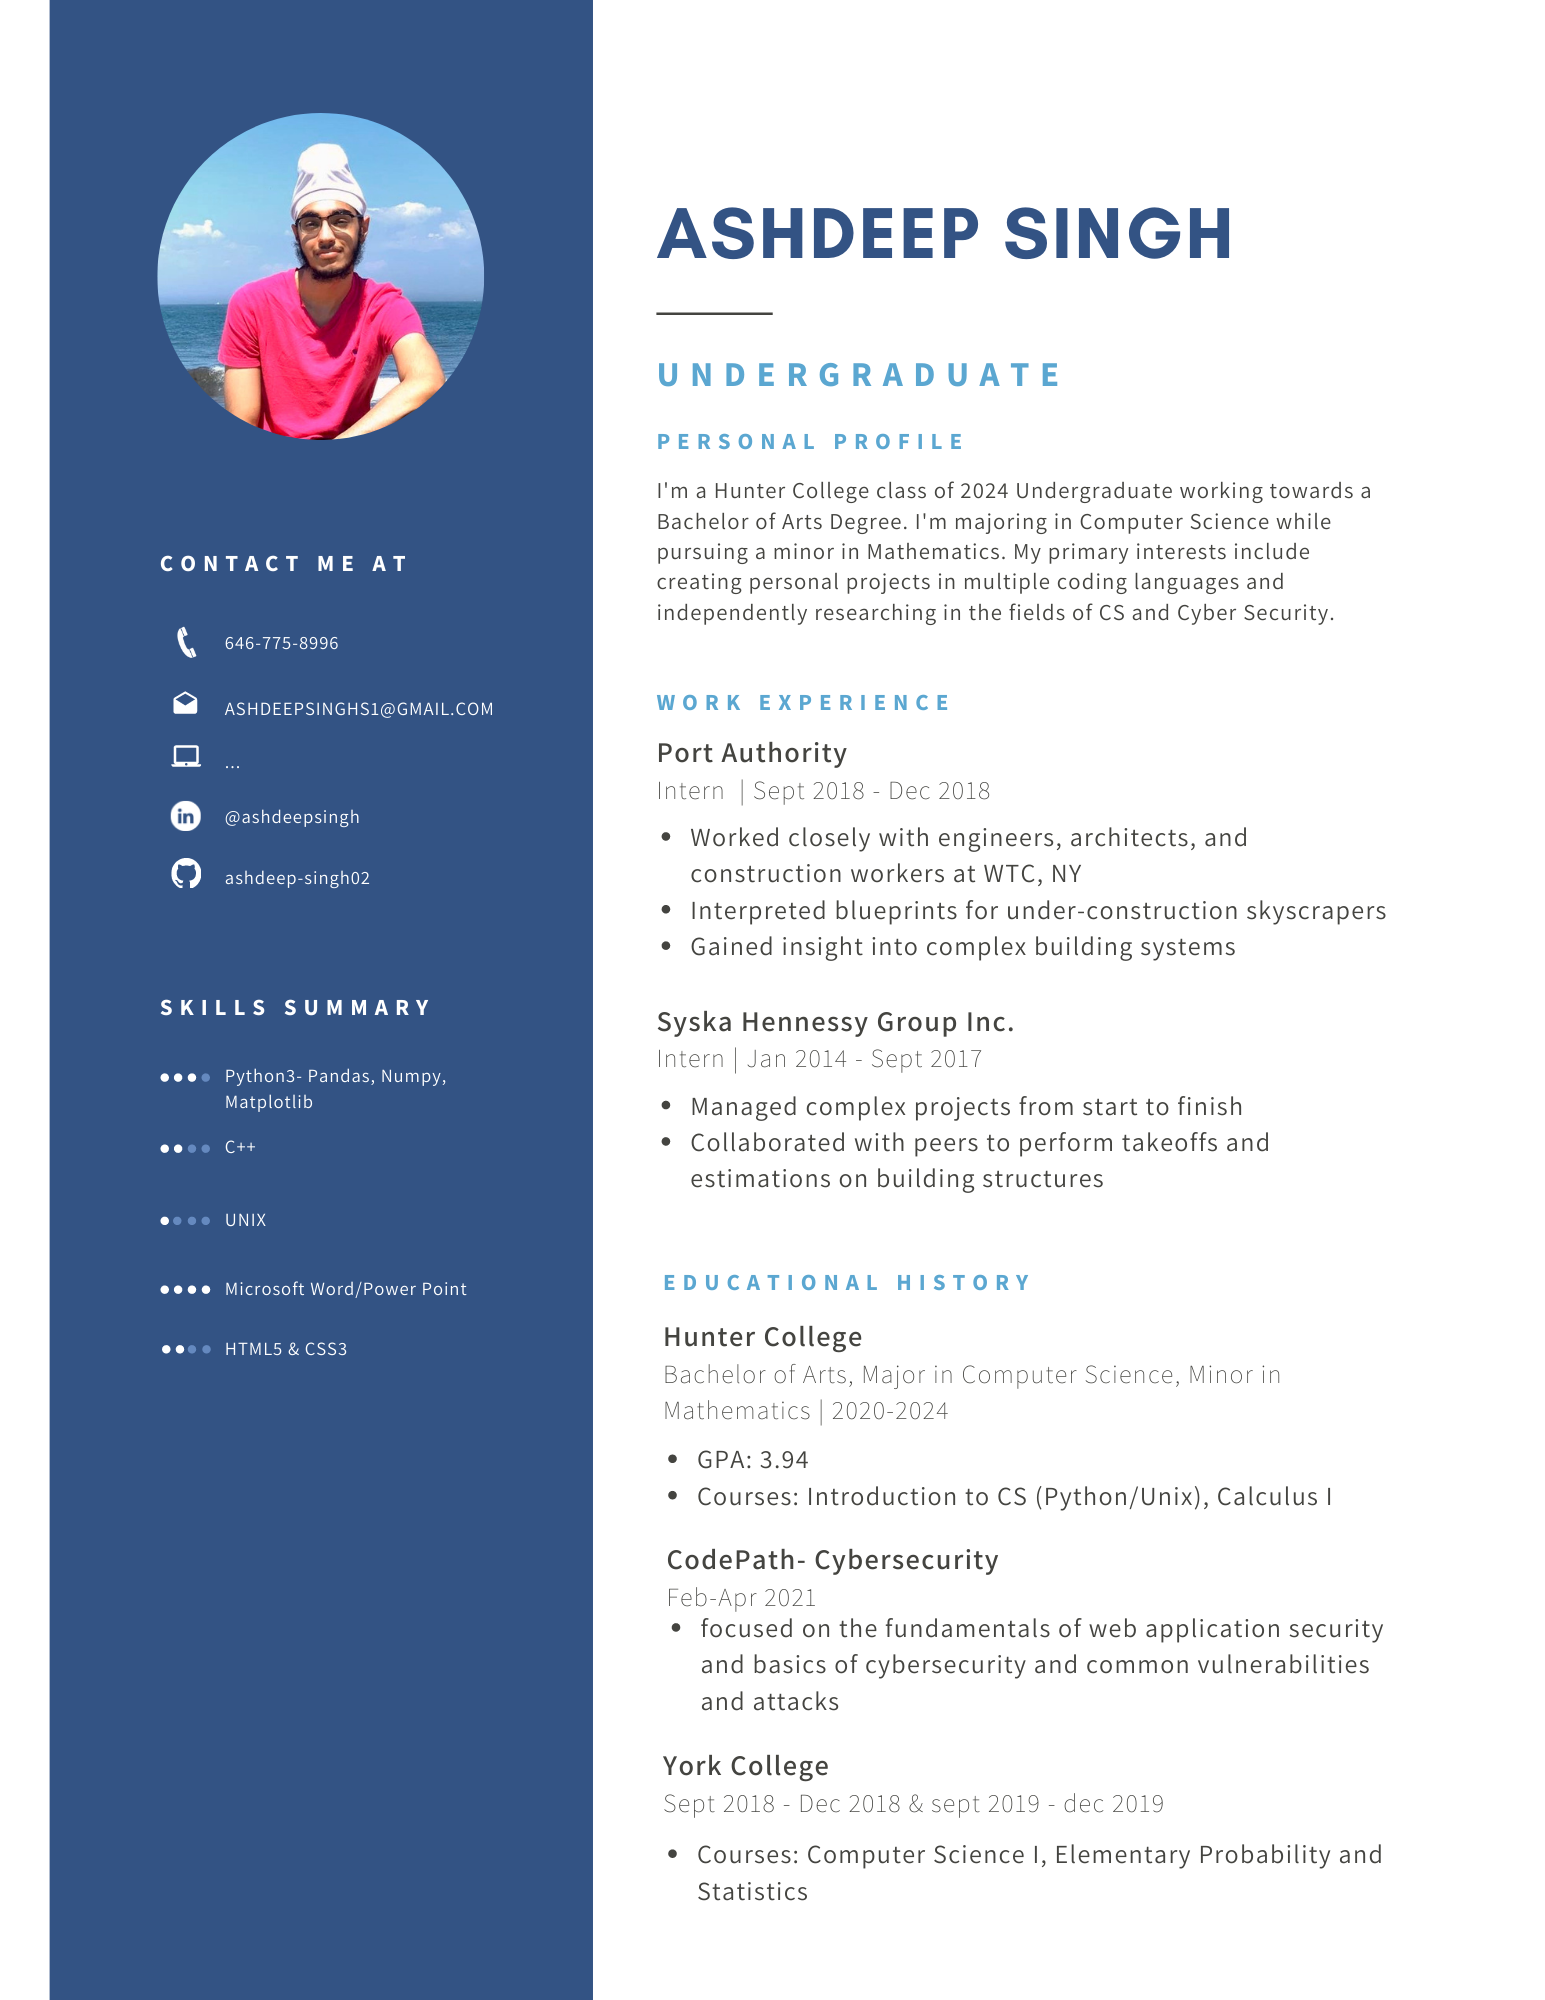 ASHDEEP SINGH
UNDERGRADUATE
PERSONAL PROFILE
I'm a Hunter College class of 2024 Undergraduate working towards a
Bachelor of Arts Degree. I'm majoring in Computer Science while
pursuing a minor in Mathematics. My primary interests include
creating personal projects in multiple coding languages and
independently researching in the fields of CS and Cyber Security.
WORK EXPERIENCE
Port Authority
Intern | Sept 2018 - Dec 2018
• Worked closely with engineers, architects, and
construction workers at WTC, NY
• Interpreted blueprints for under-construction skyscrapers
• Gained insight into complex building systems
Syska Hennessy Group Inc.
Intern | Jan 2014 - Sept 2017
• Managed complex projects from start to finish
• Collaborated with peers to perform takeoffs and
estimations on building structures
EDUCATIONAL HISTORY
Hunter College
Bachelor of Arts, Major in Computer Science, Minor in
Mathematics | 2020-2024
• GPA: 3.94
• Courses: Introduction to CS (Python/Unix), Calculus I
CodePath- Cybersecurity
Feb-Apr 2021
• focused on the fundamentals of web application security
and basics of cybersecurity and common vulnerabilities
and attacks
York College
Sept 2018 - Dec 2018 & sept 2019 - dec 2019
• Courses: Computer Science I, Elementary Probability and
Statistics
CONTACT ME AT
646-775-8996
ASHDEEPSINGHS1@GMAIL.COM
...
in @ashdeepsingh
ashdeep-singh02
SKILLS SUMMARY
Python3- Pandas, Numpy,
Matplotlib
C++
UNIX
Microsoft Word/Power Point
HTML5 & CSS3